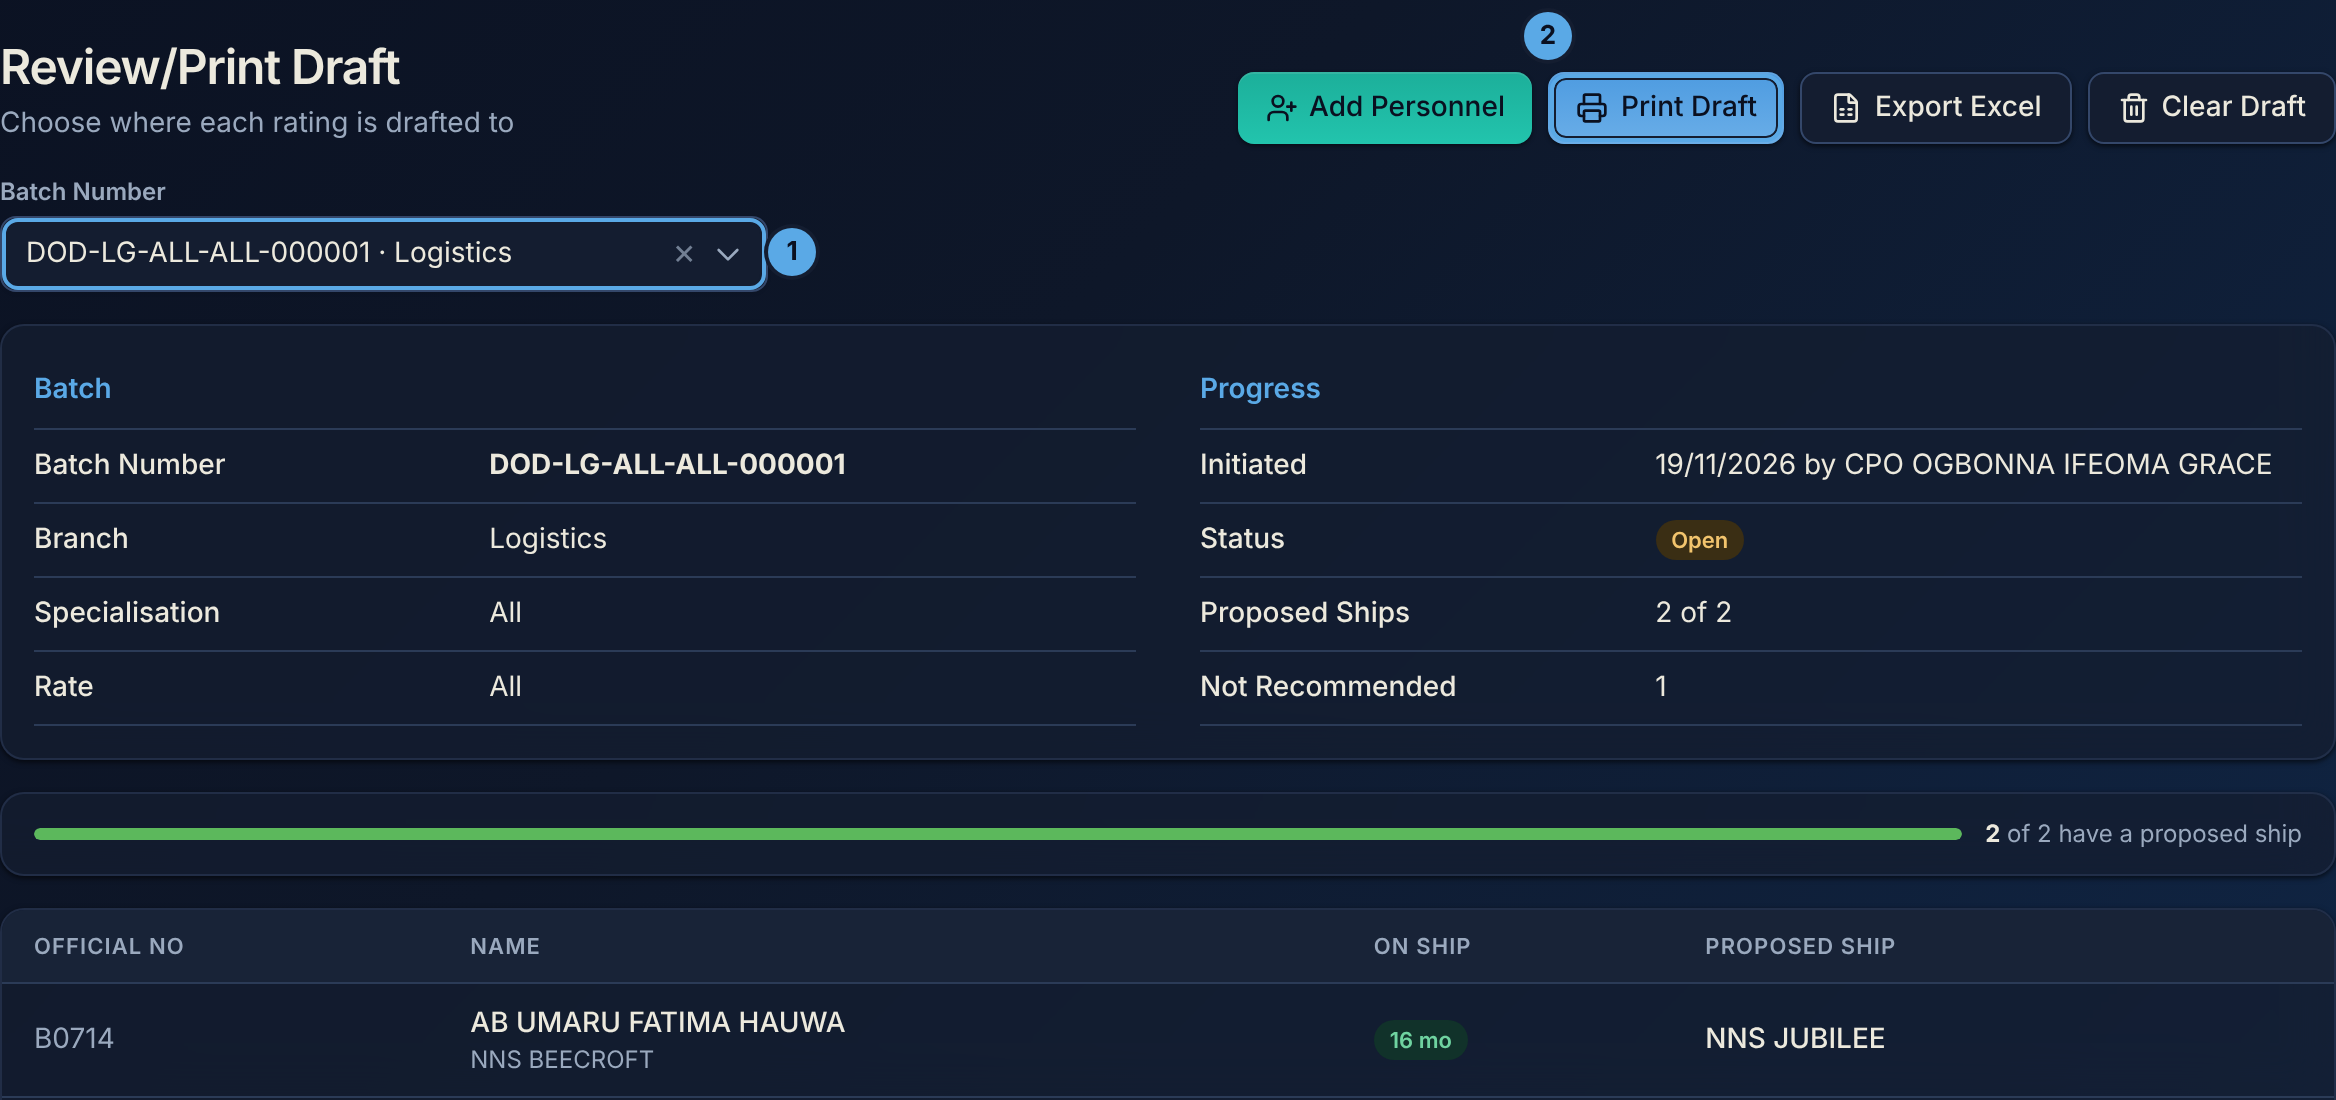 Review/Print Draft
Choose where each rating is drafted to
2
Add Personnel
Print Draft
Export Excel
Clear Draft
Batch Number
DOD-LG-ALL-ALL-000001 · Logistics
1
Batch
Batch Number DOD-LG-ALL-ALL-000001
Branch Logistics
Specialisation All
Rate All
Progress
Initiated 19/11/2026 by CPO OGBONNA IFEOMA GRACE
Status Open
Proposed Ships 2 of 2
Not Recommended 1
2 of 2 have a proposed ship
OFFICIAL NO NAME ON SHIP PROPOSED SHIP
B0714 AB UMARU FATIMA HAUWA 16 mo NNS JUBILEE
NNS BEECROFT